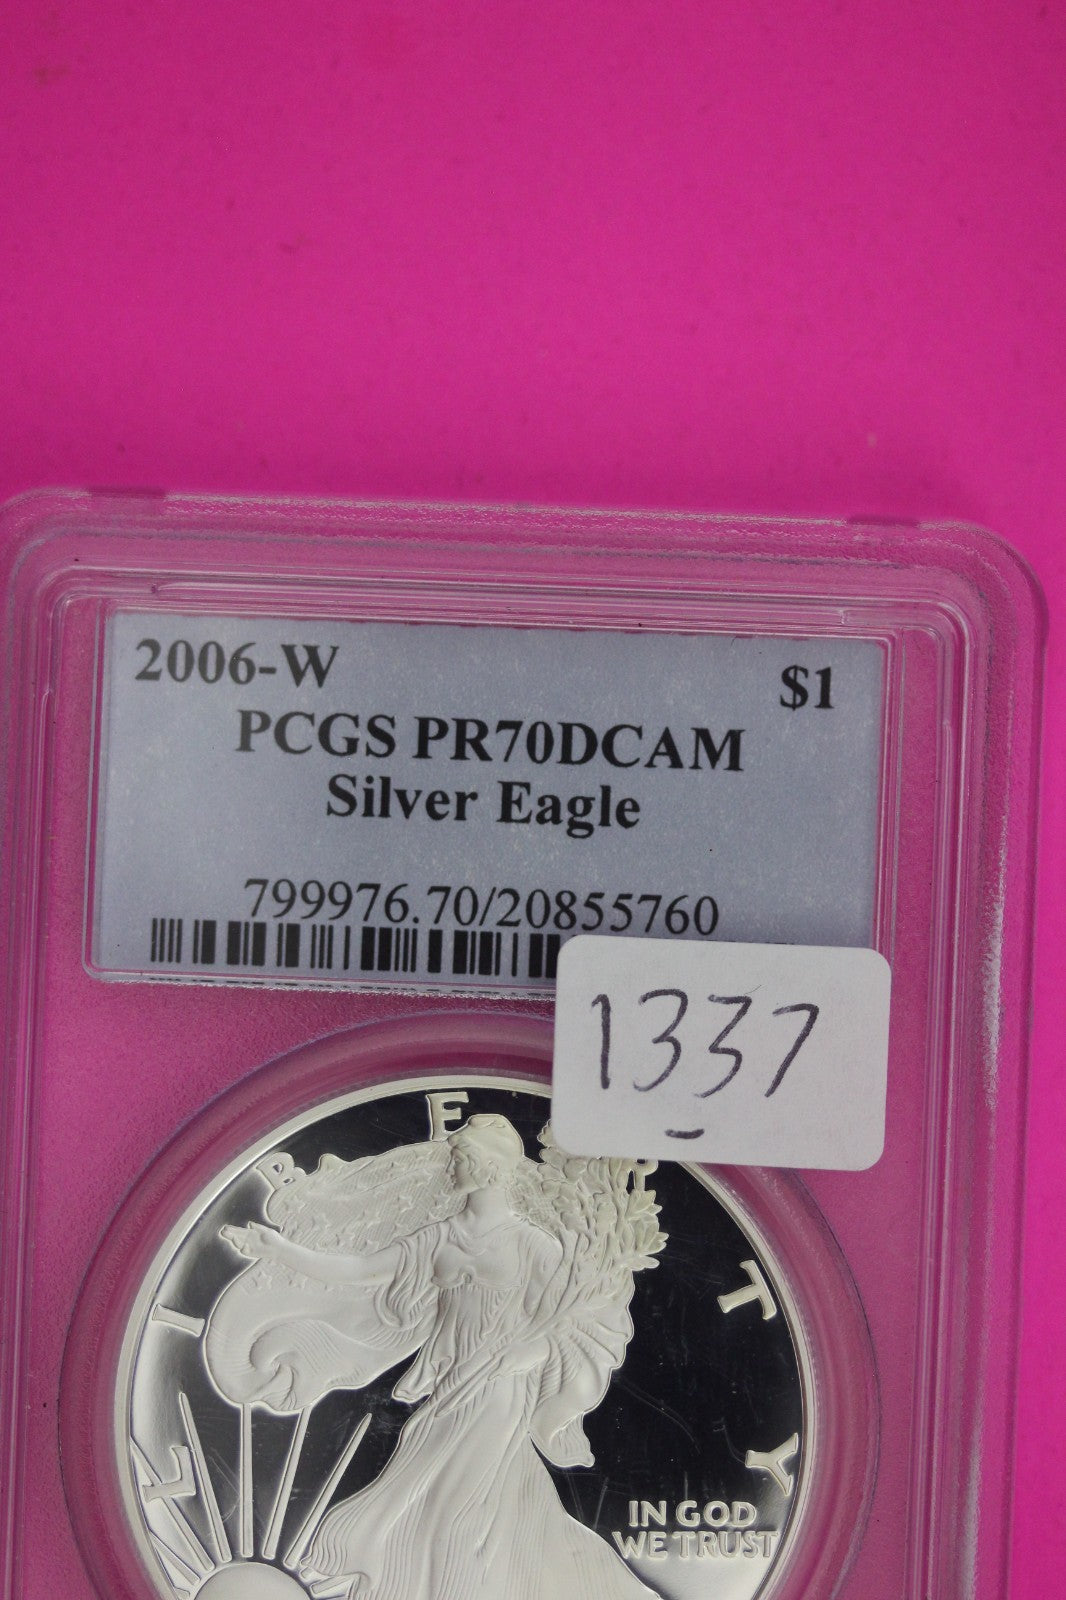 2006-W $1
PCGS PR70DCAM
Silver Eagle
799976.70/20855760
1337
LIBERTY
IN GOD
WE TRUST